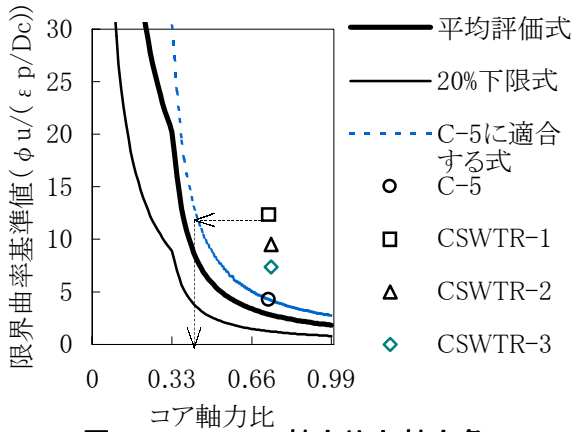 限界曲率基準値(φu/(εp/Dc))
30
25
20
15
10
5
0
0 0.33 0.66 0.99
コア軸力比
平均評価式
20%下限式
C-5に適合
する式
C-5
CSWTR-1
CSWTR-2
CSWTR-3